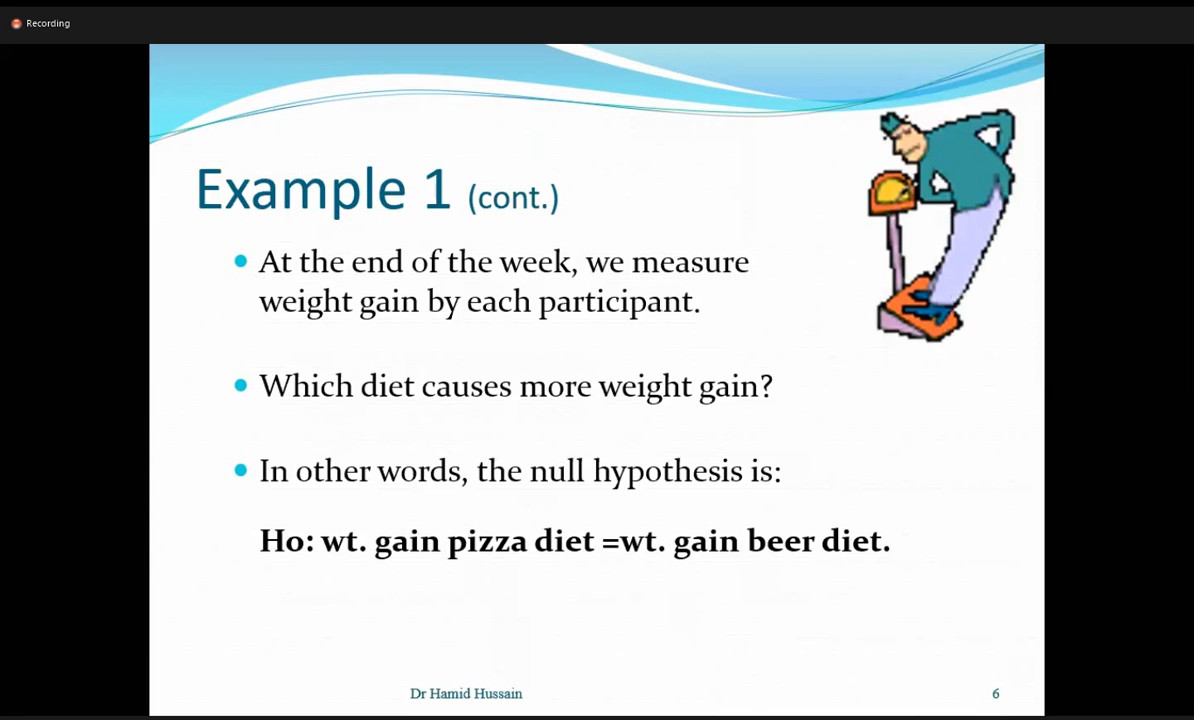 Recording
Example 1 (cont.)
At the end of the week, we measure
weight gain by each participant.
Which diet causes more weight gain?
In other words, the null hypothesis is:
Ho: wt. gain pizza diet =wt. gain beer diet.
Dr Hamid Hussain
6